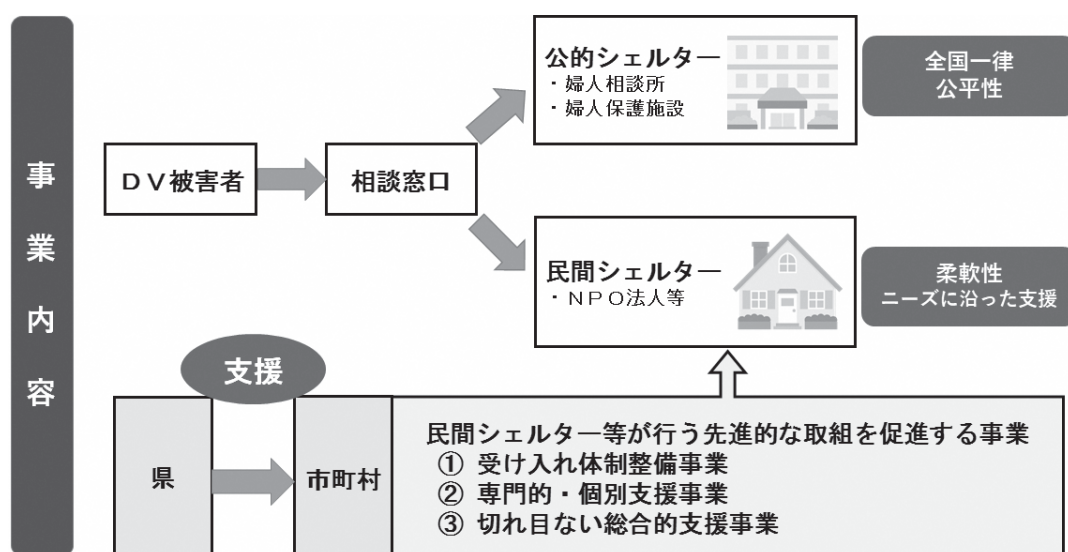 事業内容
公的シェルター
・婦人相談所
・婦人保護施設
全国一律
公平性
DV被害者
相談窓口
民間シェルター
・NPO法人等
柔軟性
ニーズに沿った支援
支援
県
市町村
民間シェルター等が行う先進的な取組を促進する事業
① 受け入れ体制整備事業
② 専門的・個別支援事業
③ 切れ目ない総合的支援事業